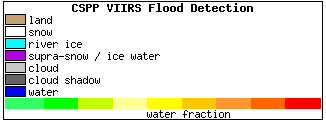 CSPP VIIRS Flood Detection
land
snow
river ice
supra-snow / ice water
cloud
cloud shadow
water
water fraction